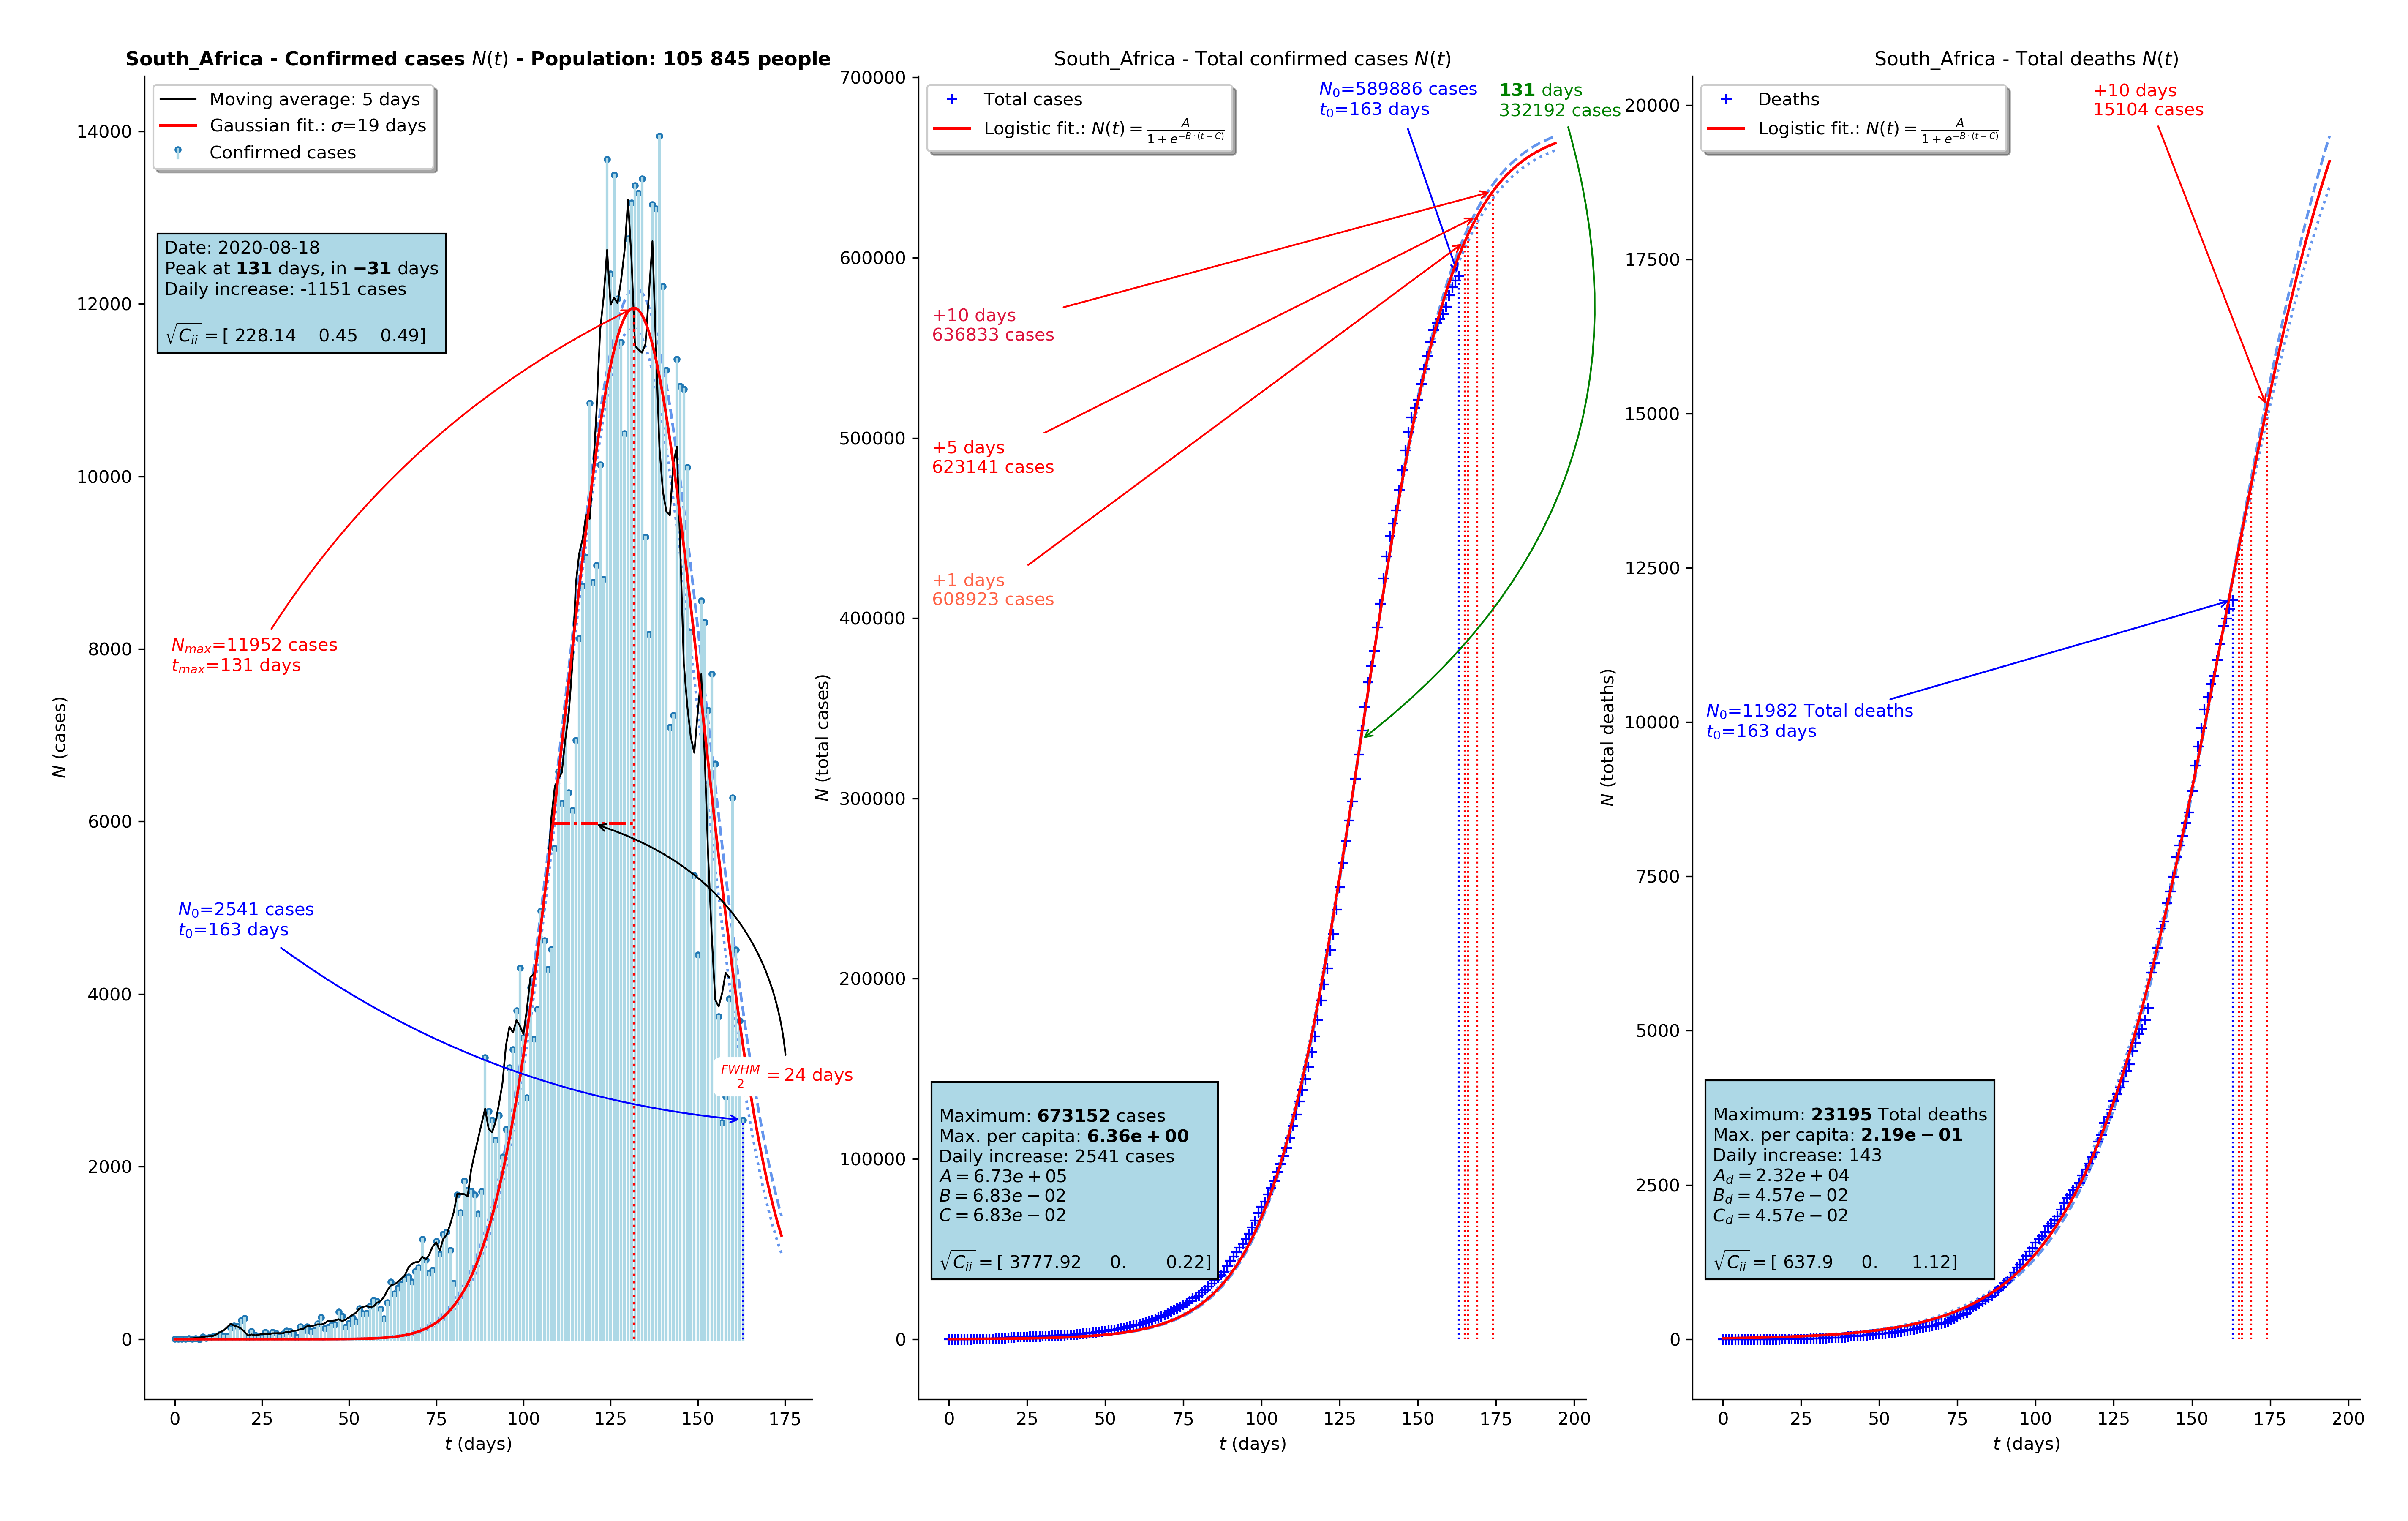 South_Africa - Confirmed cases N(t) - Population: 105 845 people
Moving average: 5 days
Gaussian fit.: σ=19 days
Confirmed cases
Date: 2020-08-18
Peak at 131 days, in −31 days
Daily increase: -1151 cases
√C_ii = [ 228.14 0.45 0.49]
N_max=11952 cases
t_max=131 days
N_0=2541 cases
t_0=163 days
FWHM/2 = 24 days
N (cases)
14000
12000
10000
8000
6000
4000
2000
0
0 25 50 75 100 125 150 175
t (days)
South_Africa - Total confirmed cases N(t)
Total cases
Logistic fit.: N(t) = A/(1 + e^{−B·(t−C)})
N_0=589886 cases
t_0=163 days
131 days
332192 cases
+10 days
636833 cases
+5 days
623141 cases
+1 days
608923 cases
Maximum: 673152 cases
Max. per capita: 6.36e + 00
Daily increase: 2541 cases
A = 6.73e + 05
B = 6.83e − 02
C = 6.83e − 02
√C_ii = [ 3777.92 0. 0.22]
N (total cases)
700000
600000
500000
400000
300000
200000
100000
0
0 25 50 75 100 125 150 175 200
t (days)
South_Africa - Total deaths N(t)
Deaths
Logistic fit.: N(t) = A/(1 + e^{−B·(t−C)})
+10 days
15104 cases
N_0=11982 Total deaths
t_0=163 days
Maximum: 23195 Total deaths
Max. per capita: 2.19e − 01
Daily increase: 143
A_d = 2.32e + 04
B_d = 4.57e − 02
C_d = 4.57e − 02
√C_ii = [ 637.9 0. 1.12]
N (total deaths)
20000
17500
15000
12500
10000
7500
5000
2500
0
0 25 50 75 100 125 150 175 200
t (days)